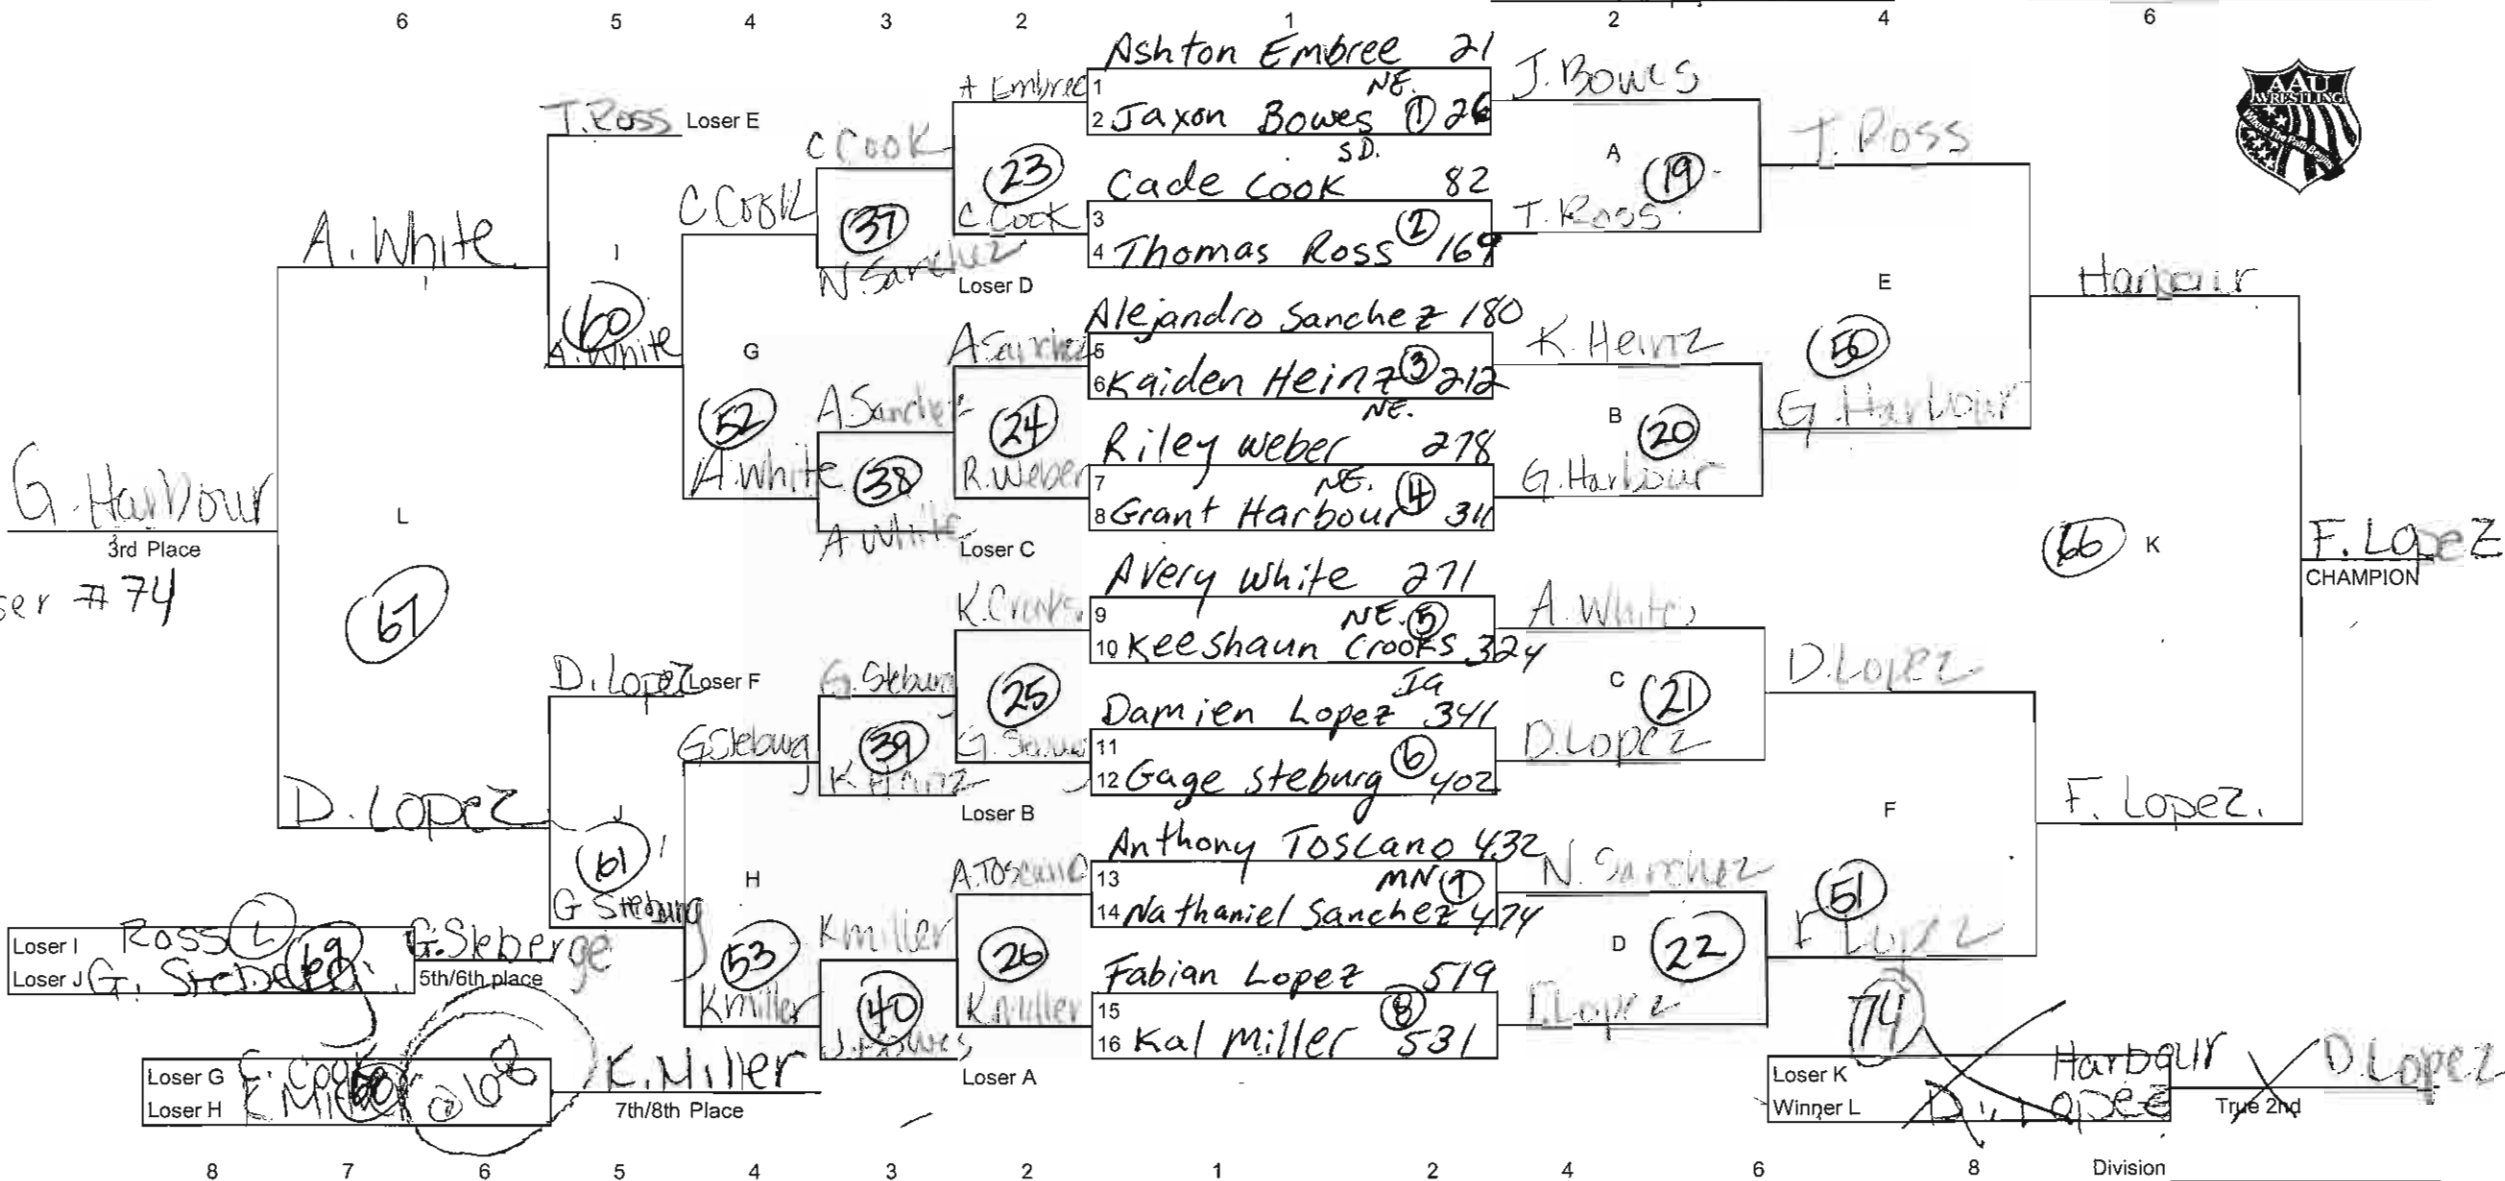 6 5 4 3 2 1 2 4 6
AAU
WRESTLING
Where The Path Begins
Ashton Embree 21
1
NE.
2 Jaxon Bowes ① 26
SD.
Cade Cook 82
3
4 Thomas Ross ② 169
Alejandro Sanchez 180
5
6 Kaiden Heinz ③ 212
NE.
Riley Weber NE. 278
7
NE.
8 Grant Harbour ④ 311
Avery White 271
9
NE. ⑤
10 Keeshaun Crooks 324
IA
Damien Lopez 341
11
12 Gage Steburg ⑥ 402
Anthony Toscano 432
13
MN ⑦
14 Nathaniel Sanchez 474
Fabian Lopez 519
15
16 Kal Miller ⑧ 531
J. Bowes
A 19
T. Ross
K. Heinz
B 20
G. Harbour
A. White
C 21
D. Lopez
N. Sanchez
D 22
F. Lopez
T. Ross
E
50
G. Harbour
D. Lopez
F
51
F Lopez
Harbour
66 K
F. Lopez.
F. Lopez
CHAMPION
A Embree
23
C. Cook
A Sanchez
24
R. Weber
K. Crooks
25
G. Steburg
A. Toscano
26
K. Miller
C Cook
37
N. Sanchez
Loser D
A. Sanchez
38
A White
Loser C
G. Steburg
39
K Heinz
Loser B
K miller
40
J. Bowes
Loser A
C Cook
G
52
A. White
G Steburg
H
53
K miller
T. Ross Loser E
I
60
A. White
D. Lopez Loser F
J
61
G Steburg
A. White
L
67
D. Lopez
G. Harbour
3rd Place
#74
Loser I Ross L
69
Loser J G.
G. Steberge
5th/6th place
Loser G C. Cook
Loser H K Miller
68
K. Miller
7th/8th Place
74
Loser K Harbour
Winner L D. Lopez
D. Lopez
True 2nd
8 7 6 5 4 3 2 1 2 4 6 8 Division